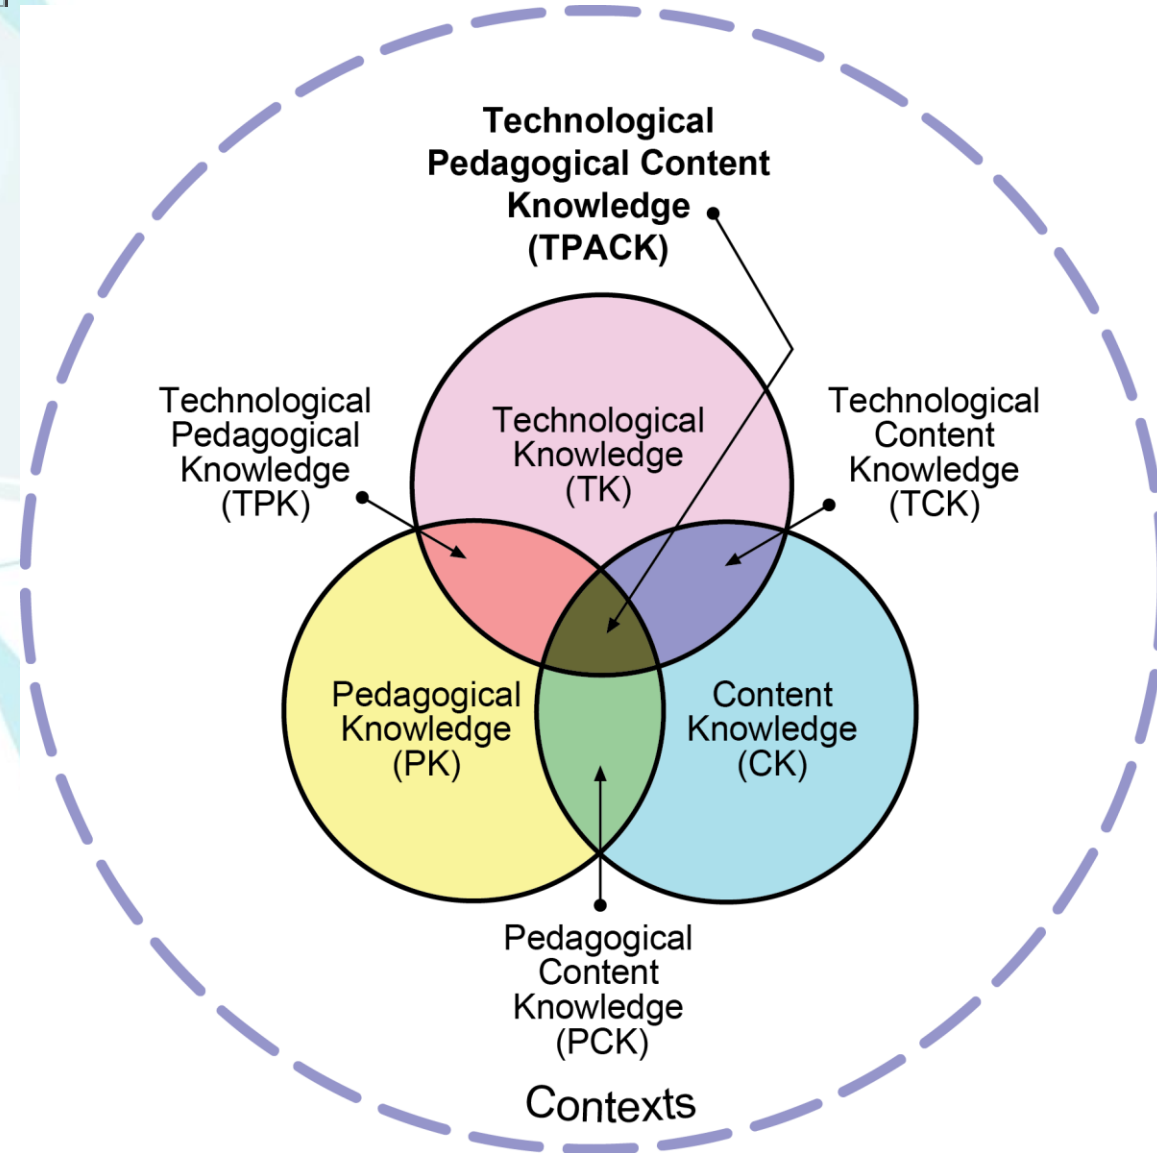 Technological
Pedagogical Content
Knowledge
(TPACK)
Technological
Pedagogical
Knowledge
(TPK)
Technological
Knowledge
(TK)
Technological
Content
Knowledge
(TCK)
Pedagogical
Knowledge
(PK)
Content
Knowledge
(CK)
Pedagogical
Content
Knowledge
(PCK)
Contexts